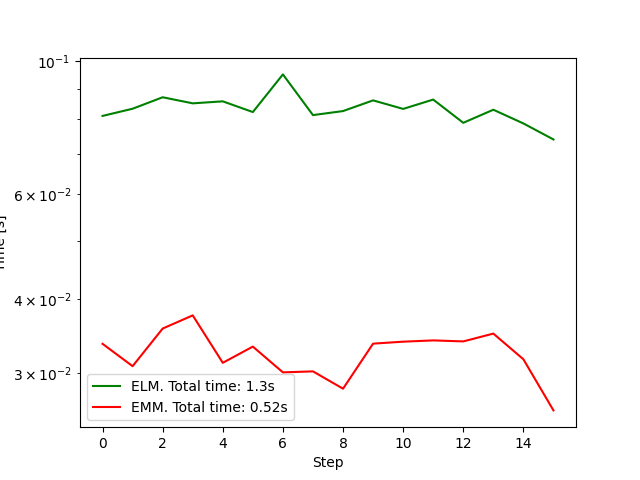 10⁻¹
6 × 10⁻²
4 × 10⁻²
3 × 10⁻²
[s]
ELM. Total time: 1.3s
EMM. Total time: 0.52s
0 2 4 6 8 10 12 14
Step